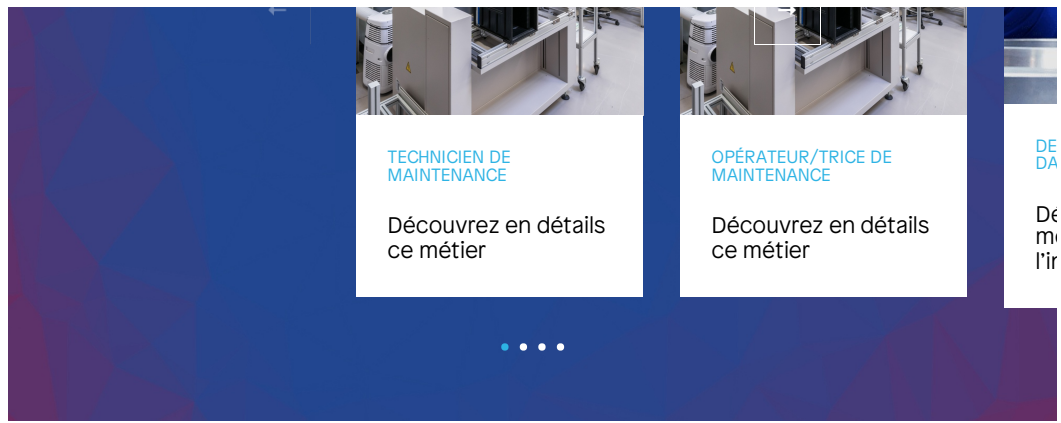 TECHNICIEN DE
MAINTENANCE
Découvrez en détails
ce métier
OPÉRATEUR/TRICE DE
MAINTENANCE
Découvrez en détails
ce métier